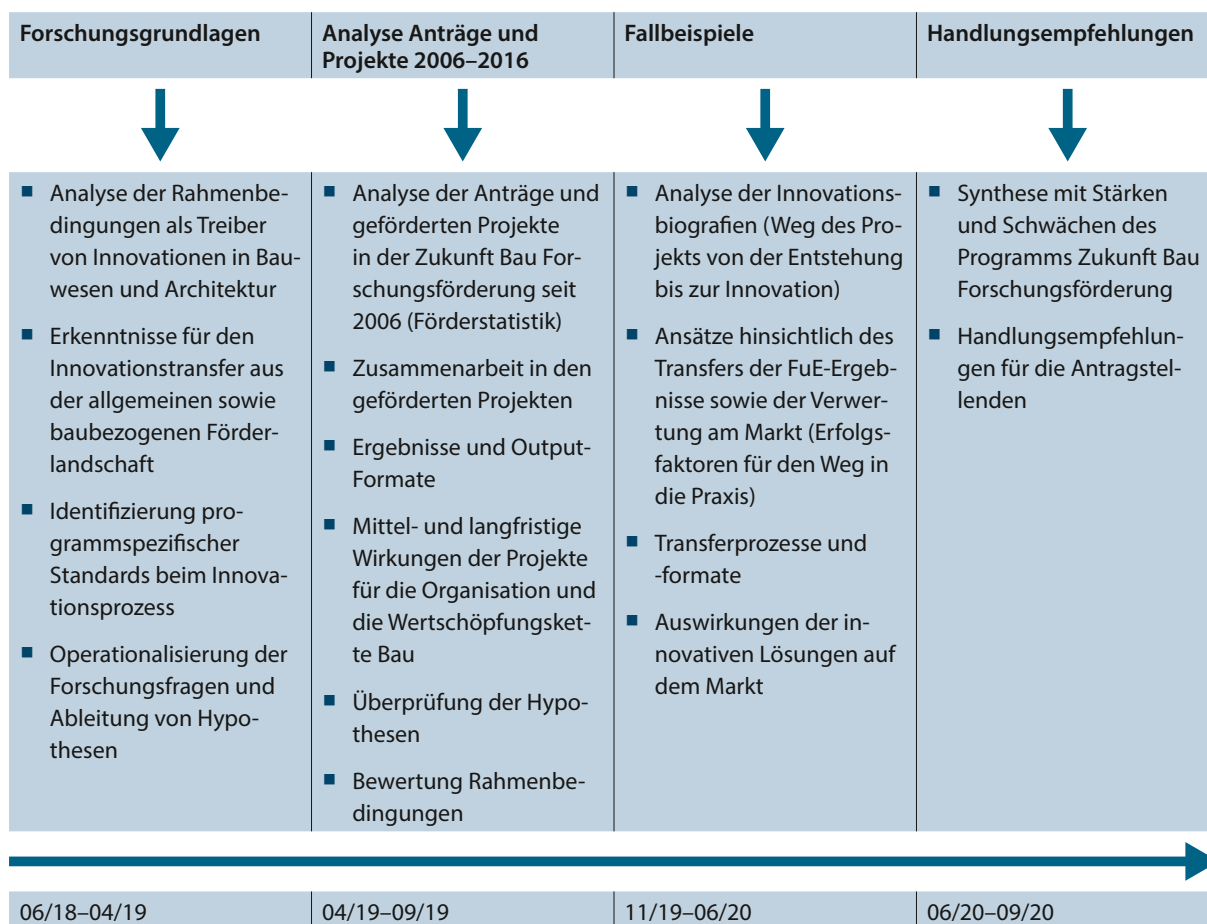 Forschungsgrundlagen
Analyse Anträge und
Projekte 2006–2016
Fallbeispiele
Handlungsempfehlungen
■ Analyse der Rahmenbe-
dingungen als Treiber
von Innovationen in Bau-
wesen und Architektur
■ Erkenntnisse für den
Innovationstransfer aus
der allgemeinen sowie
baubezogenen Förder-
landschaft
■ Identifizierung pro-
grammspezifischer
Standards beim Innova-
tionsprozess
■ Operationalisierung der
Forschungsfragen und
Ableitung von Hypo-
thesen
■ Analyse der Anträge und
geförderten Projekte
in der Zukunft Bau For-
schungsförderung seit
2006 (Förderstatistik)
■ Zusammenarbeit in den
geförderten Projekten
■ Ergebnisse und Output-
Formate
■ Mittel- und langfristige
Wirkungen der Projekte
für die Organisation und
die Wertschöpfungsket-
te Bau
■ Überprüfung der Hypo-
thesen
■ Bewertung Rahmenbe-
dingungen
■ Analyse der Innovations-
biografien (Weg des Pro-
jekts von der Entstehung
bis zur Innovation)
■ Ansätze hinsichtlich des
Transfers der FuE-Ergeb-
nisse sowie der Verwer-
tung am Markt (Erfolgs-
faktoren für den Weg in
die Praxis)
■ Transferprozesse und
-formate
■ Auswirkungen der in-
novativen Lösungen auf
dem Markt
■ Synthese mit Stärken
und Schwächen des
Programms Zukunft Bau
Forschungsförderung
■ Handlungsempfehlun-
gen für die Antragstel-
lenden
06/18–04/19
04/19–09/19
11/19–06/20
06/20–09/20